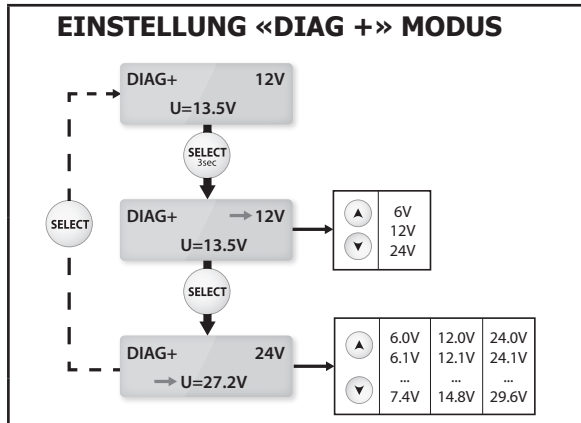 EINSTELLUNG «DIAG +» MODUS
DIAG+ 12V
U=13.5V
SELECT
3sec
DIAG+ → 12V
U=13.5V
6V
12V
24V
SELECT
SELECT
DIAG+ 24V
→ U=27.2V
6.0V 12.0V 24.0V
6.1V 12.1V 24.1V
... ... ...
7.4V 14.8V 29.6V